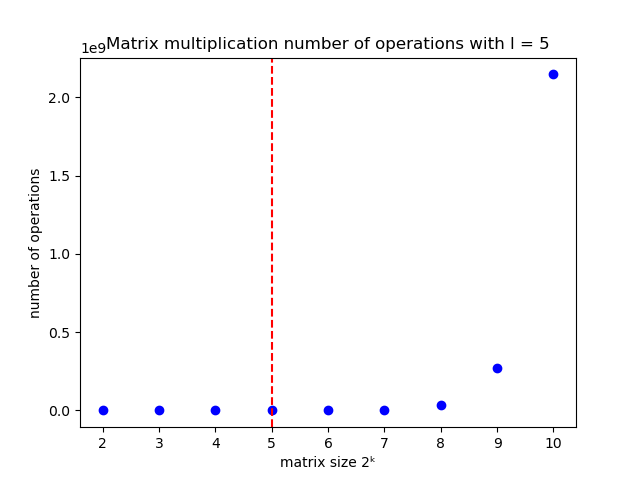 Matrix multiplication number of operations with l = 5
1e9
2.0
1.5
1.0
0.5
0.0
number of operations
2 3 4 5 6 7 8 9 10
matrix size 2ᵏ